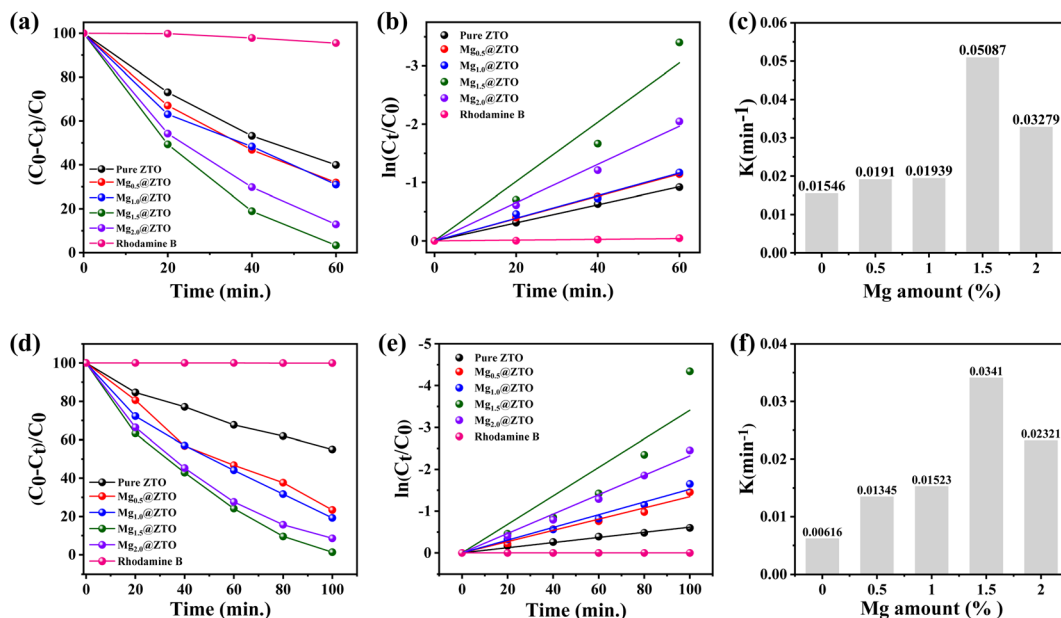 (a)
(C0-Ct)/C0
100
80
60
40
20
0
Pure ZTO
Mg0.5@ZTO
Mg1.0@ZTO
Mg1.5@ZTO
Mg2.0@ZTO
Rhodamine B
0 20 40 60
Time (min.)
(b)
ln(Ct/C0)
-3
-2
-1
0
Pure ZTO
Mg0.5@ZTO
Mg1.0@ZTO
Mg1.5@ZTO
Mg2.0@ZTO
Rhodamine B
0 20 40 60
Time (min.)
(c)
K(min-1)
0.06
0.05
0.04
0.03
0.02
0.01
0.00
0.01546
0.0191
0.01939
0.05087
0.03279
0 0.5 1 1.5 2
Mg amount (%)
(d)
(C0-Ct)/C0
100
80
60
40
20
0
Pure ZTO
Mg0.5@ZTO
Mg1.0@ZTO
Mg1.5@ZTO
Mg2.0@ZTO
Rhodamine B
0 20 40 60 80 100
Time (min.)
(e)
ln(Ct/C0)
-5
-4
-3
-2
-1
0
Pure ZTO
Mg0.5@ZTO
Mg1.0@ZTO
Mg1.5@ZTO
Mg2.0@ZTO
Rhodamine B
0 20 40 60 80 100
Time (min.)
(f)
K(min-1)
0.04
0.03
0.02
0.01
0.00
0.00616
0.01345
0.01523
0.0341
0.02321
0 0.5 1 1.5 2
Mg amount (% )